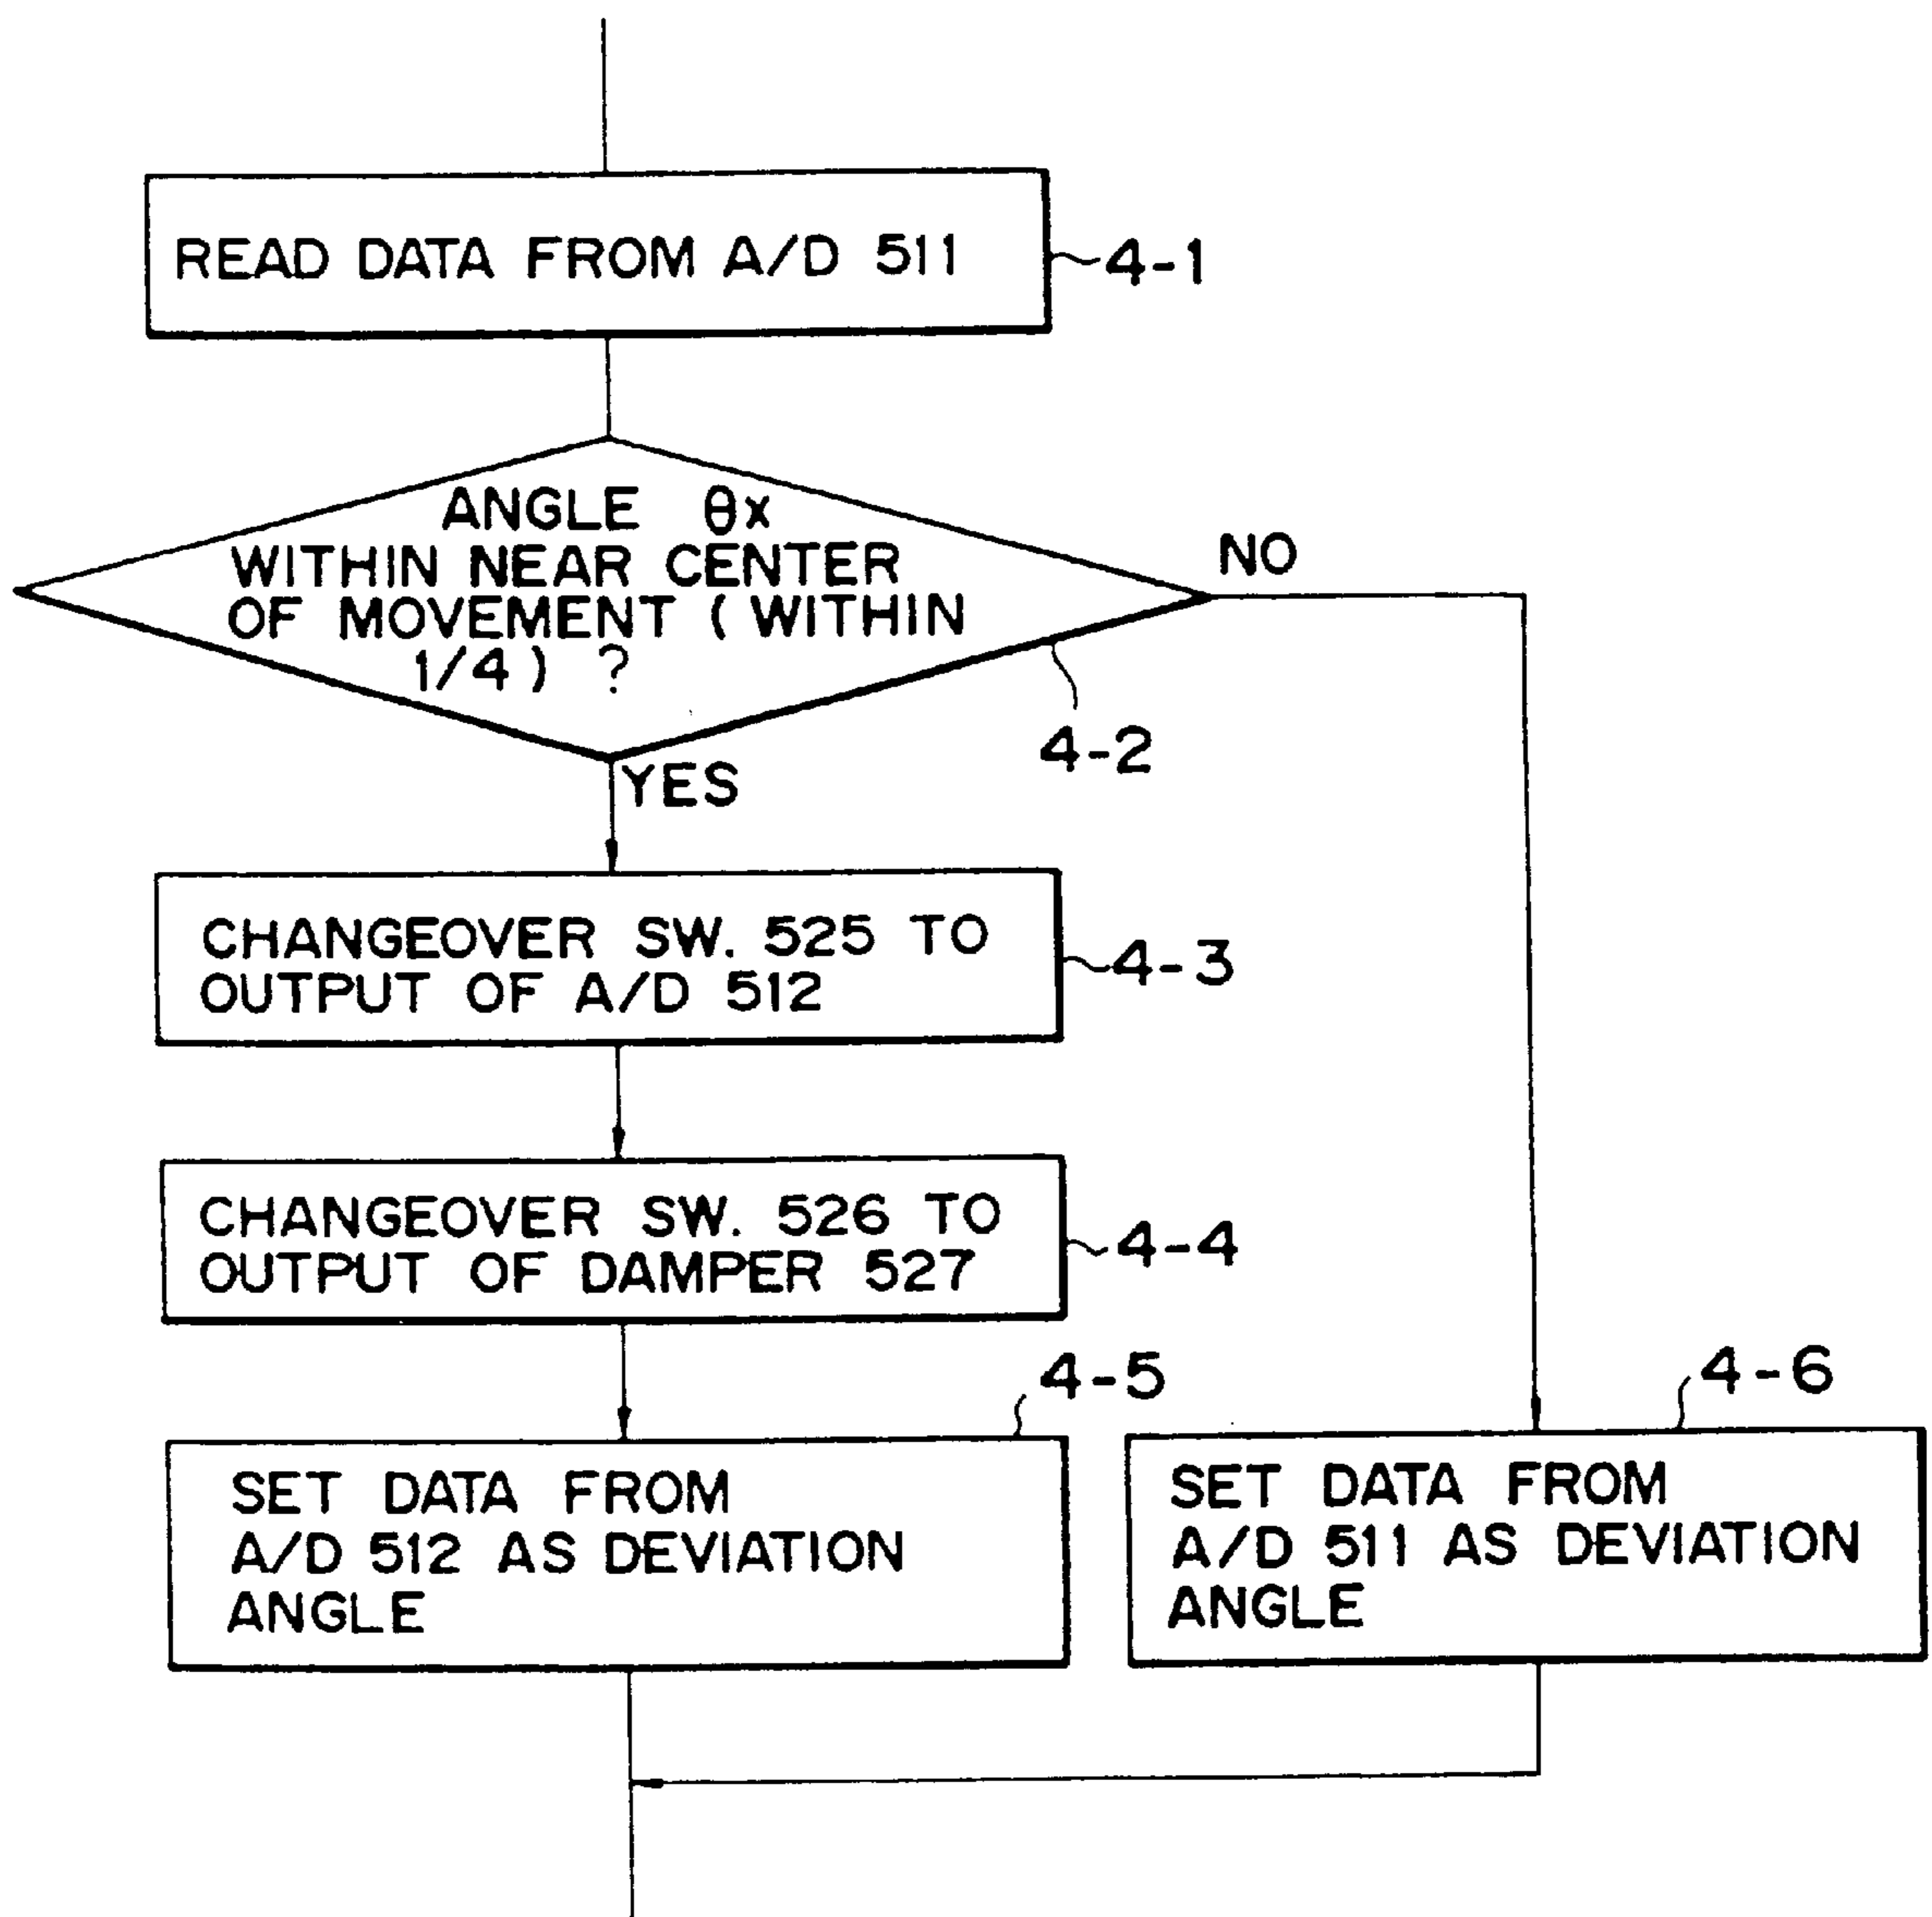 READ DATA FROM A/D 511
4-1
ANGLE θx
WITHIN NEAR CENTER
OF MOVEMENT (WITHIN
1/4) ?
NO
4-2
YES
CHANGEOVER SW. 525 TO
OUTPUT OF A/D 512
4-3
CHANGEOVER SW. 526 TO
OUTPUT OF DAMPER 527
4-4
4-5
SET DATA FROM
A/D 512 AS DEVIATION
ANGLE
4-6
SET DATA FROM
A/D 511 AS DEVIATION
ANGLE